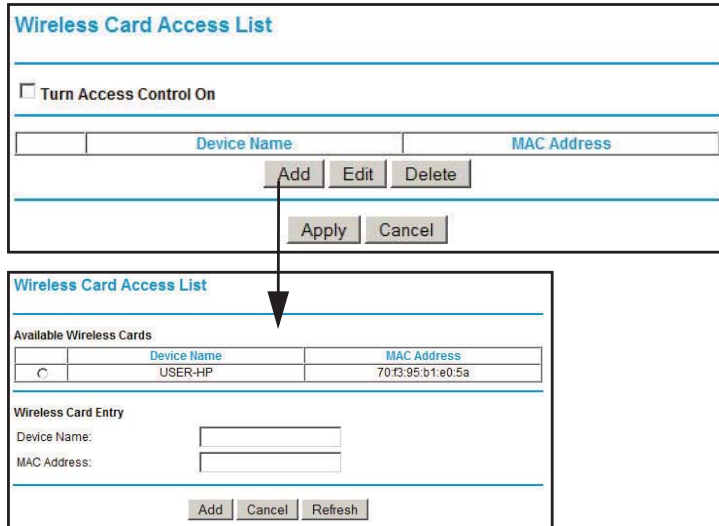 Wireless Card Access List
Turn Access Control On
Device Name MAC Address
Add Edit Delete
Apply Cancel
Wireless Card Access List
Available Wireless Cards
Device Name MAC Address
USER-HP 70:f3:95:b1:e0:5a
Wireless Card Entry
Device Name:
MAC Address:
Add Cancel Refresh